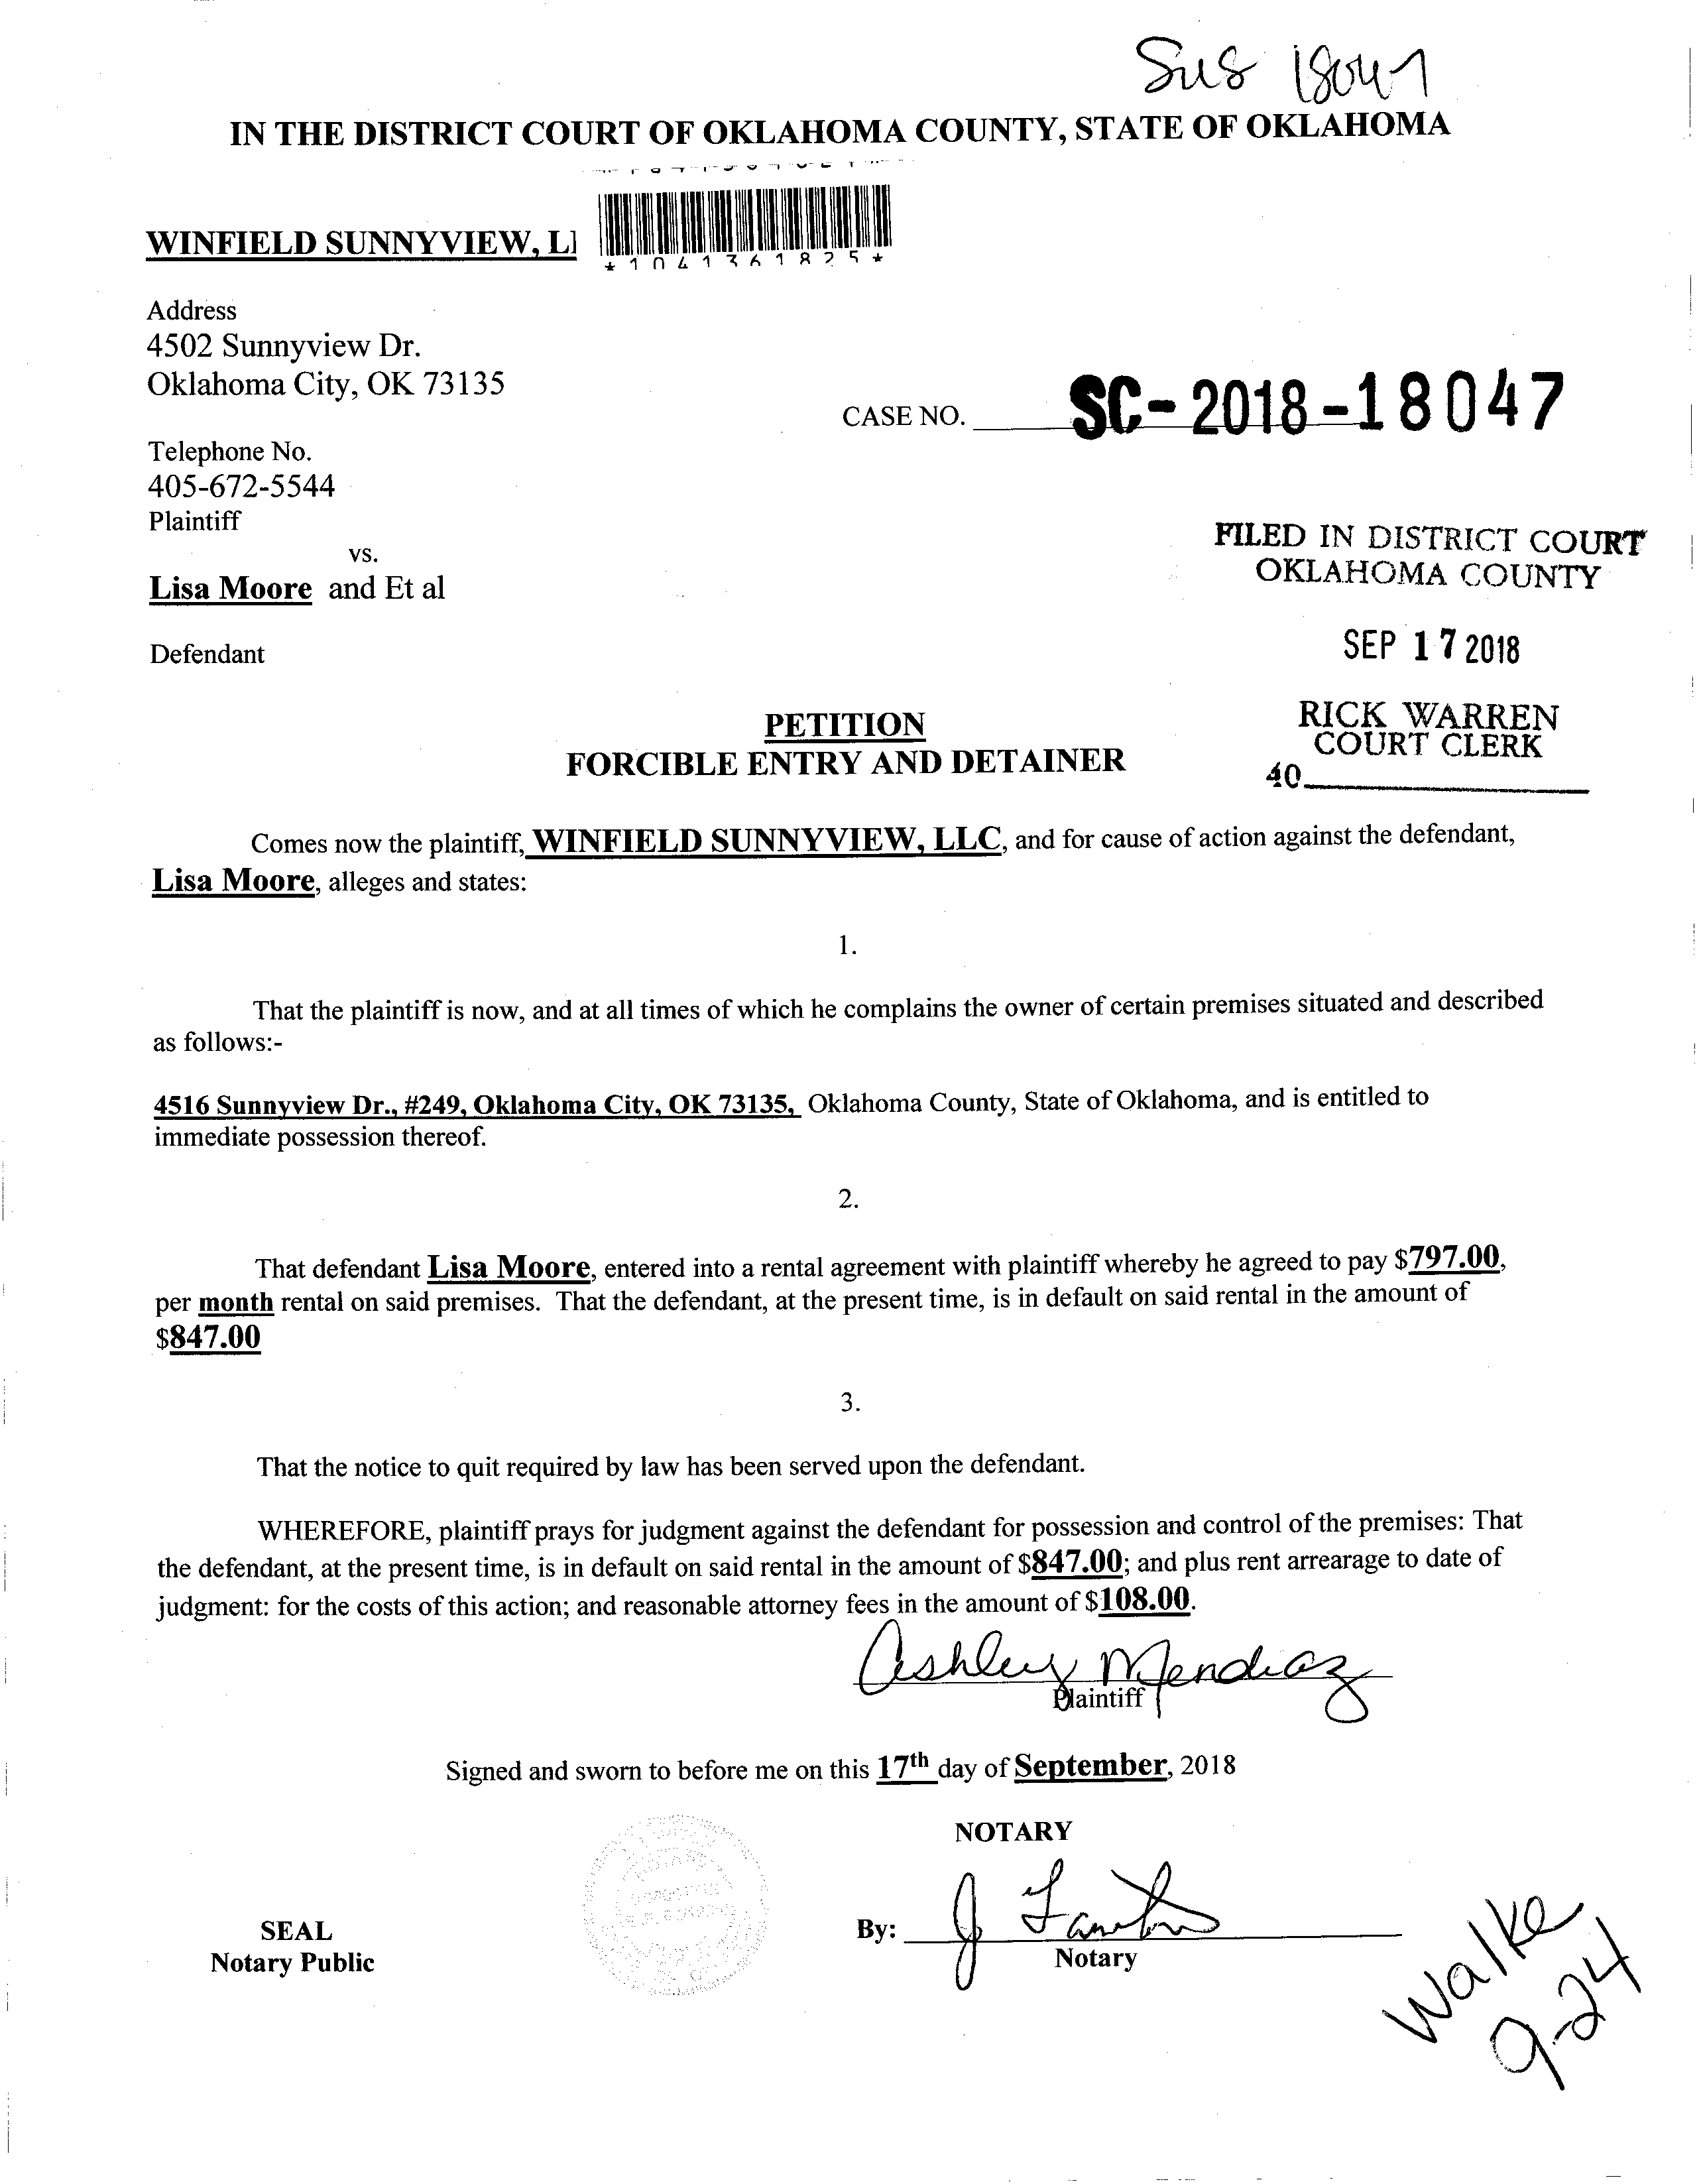 18047
IN THE DISTRICT COURT OF OKLAHOMA COUNTY, STATE OF OKLAHOMA
WINFIELD SUNNYVIEW, L
*1041361825*
Address
4502 Sunnyview Dr.
Oklahoma City, OK 73135
CASE NO. SC-2018-18047
Telephone No.
405-672-5544
Plaintiff
vs.
Lisa Moore and Et al
Defendant
FILED IN DISTRICT COURT
OKLAHOMA COUNTY
SEP 17 2018
RICK WARREN
COURT CLERK
40
PETITION
FORCIBLE ENTRY AND DETAINER
Comes now the plaintiff, WINFIELD SUNNYVIEW, LLC, and for cause of action against the defendant,
Lisa Moore, alleges and states:
1.
That the plaintiff is now, and at all times of which he complains the owner of certain premises situated and described
as follows:-
4516 Sunnyview Dr., #249, Oklahoma City, OK 73135, Oklahoma County, State of Oklahoma, and is entitled to
immediate possession thereof.
2.
That defendant Lisa Moore, entered into a rental agreement with plaintiff whereby he agreed to pay $797.00,
per month rental on said premises. That the defendant, at the present time, is in default on said rental in the amount of
$847.00
3.
That the notice to quit required by law has been served upon the defendant.
WHEREFORE, plaintiff prays for judgment against the defendant for possession and control of the premises: That
the defendant, at the present time, is in default on said rental in the amount of $847.00; and plus rent arrearage to date of
judgment: for the costs of this action; and reasonable attorney fees in the amount of $108.00.
Ashley Mendiaz
Plaintiff
Signed and sworn to before me on this 17th day of September, 2018
NOTARY
SEAL
Notary Public
By: J
Notary
Walke
9-24